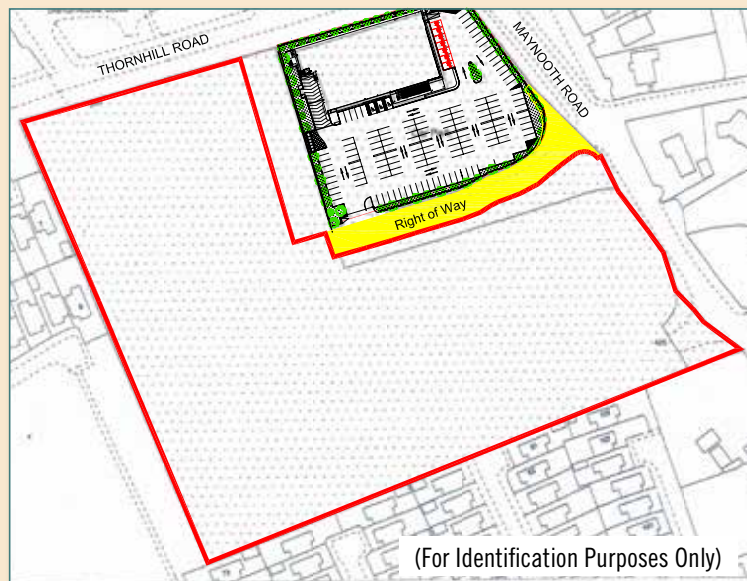 THORNHILL ROAD
MAYNOOTH ROAD
Right of Way
(For Identification Purposes Only)